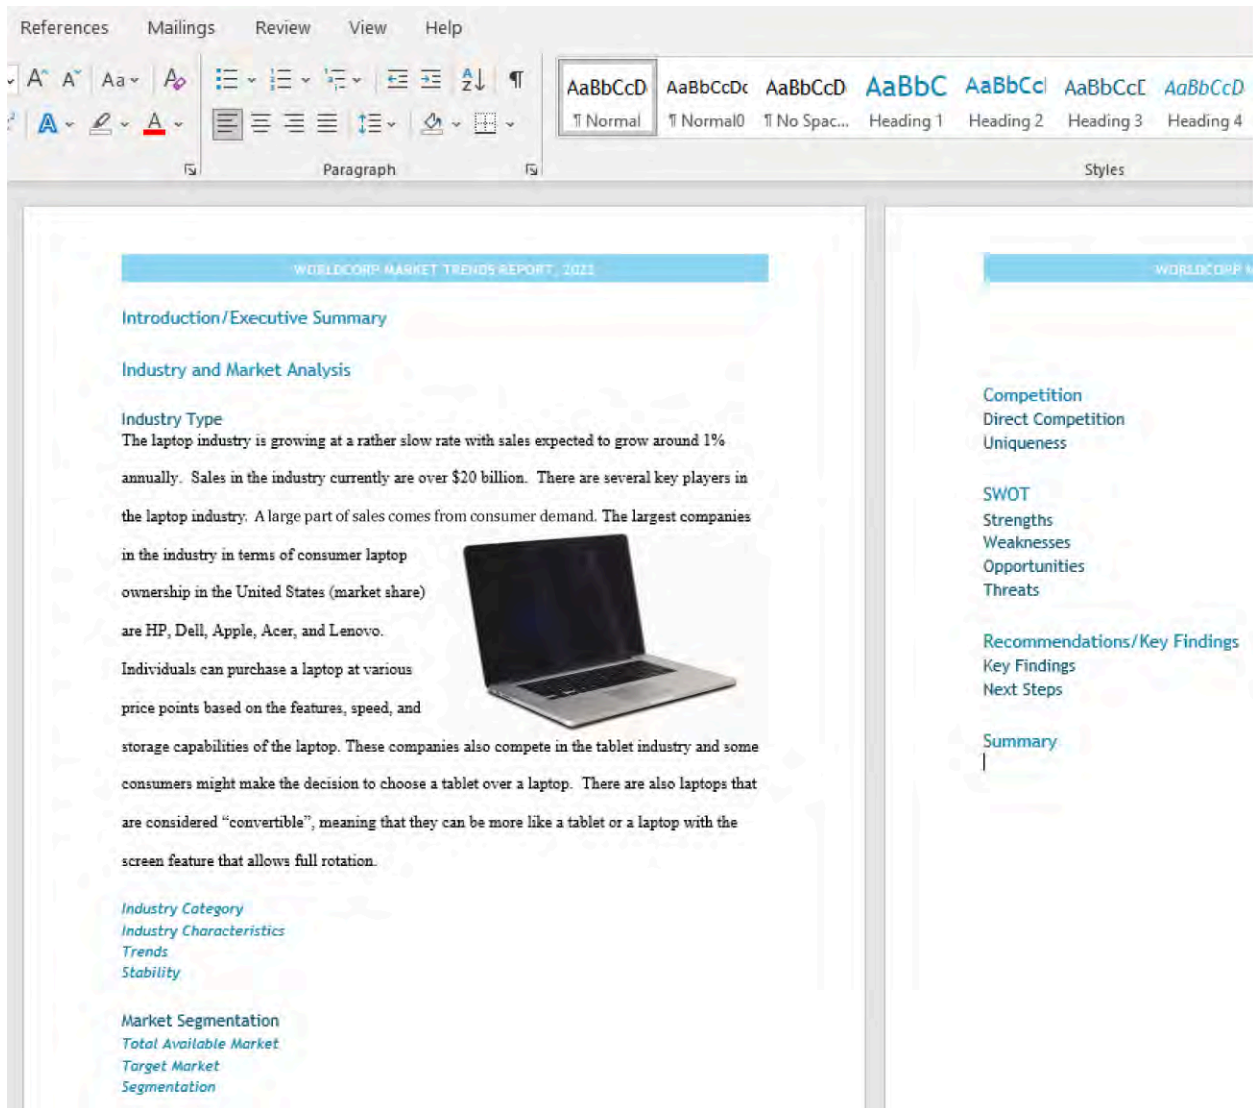 References Mailings Review View Help
Aa
A
AaBbCcD AaBbCcDc AaBbCcD AaBbC AaBbCc AaBbCcD AaBbCcD
¶ Normal ¶ Normal0 ¶ No Spac... Heading 1 Heading 2 Heading 3 Heading 4
Paragraph Styles
WORLDCORP MARKET TRENDS REPORT, 2022
Introduction/Executive Summary
Industry and Market Analysis
Industry Type
The laptop industry is growing at a rather slow rate with sales expected to grow around 1%
annually. Sales in the industry currently are over $20 billion. There are several key players in
the laptop industry. A large part of sales comes from consumer demand. The largest companies
in the industry in terms of consumer laptop
ownership in the United States (market share)
are HP, Dell, Apple, Acer, and Lenovo.
Individuals can purchase a laptop at various
price points based on the features, speed, and
storage capabilities of the laptop. These companies also compete in the tablet industry and some
consumers might make the decision to choose a tablet over a laptop. There are also laptops that
are considered “convertible”, meaning that they can be more like a tablet or a laptop with the
screen feature that allows full rotation.
Industry Category
Industry Characteristics
Trends
Stability
Market Segmentation
Total Available Market
Target Market
Segmentation
WORLDCORP M
Competition
Direct Competition
Uniqueness
SWOT
Strengths
Weaknesses
Opportunities
Threats
Recommendations/Key Findings
Key Findings
Next Steps
Summary